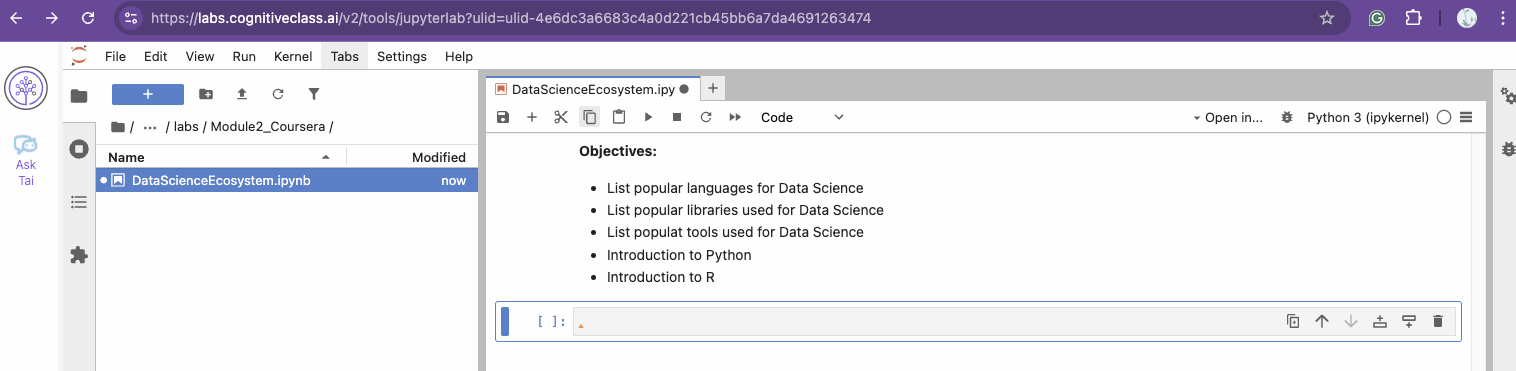 https://labs.cognitiveclass.ai/v2/tools/jupyterlab?ulid=ulid-4e6dc3a6683c4a0d221cb45bb6a7da4691263474
File Edit View Run Kernel Tabs Settings Help
Ask
Tai
/ ... / labs / Module2_Coursera /
Name Modified
DataScienceEcosystem.ipynb now
DataScienceEcosystem.ipy
Code
Open in...
Python 3 (ipykernel)
Objectives:
• List popular languages for Data Science
• List popular libraries used for Data Science
• List populat tools used for Data Science
• Introduction to Python
• Introduction to R
[ ]: